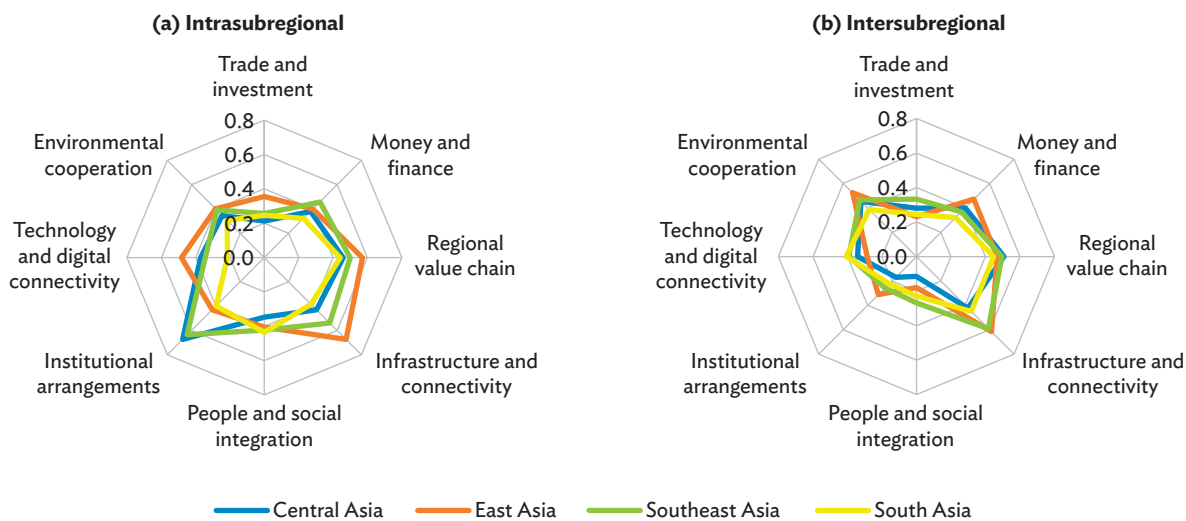 (a) Intrasubregional
Trade and
investment
Environmental
cooperation
Money and
finance
0.8
0.6
0.4
0.2
0.0
Technology
and digital
connectivity
Regional
value chain
Institutional
arrangements
Infrastructure and
connectivity
People and social
integration
(b) Intersubregional
Trade and
investment
Environmental
cooperation
Money and
finance
0.8
0.6
0.4
0.2
0.0
Technology
and digital
connectivity
Regional
value chain
Institutional
arrangements
Infrastructure and
connectivity
People and social
integration
Central Asia East Asia Southeast Asia South Asia